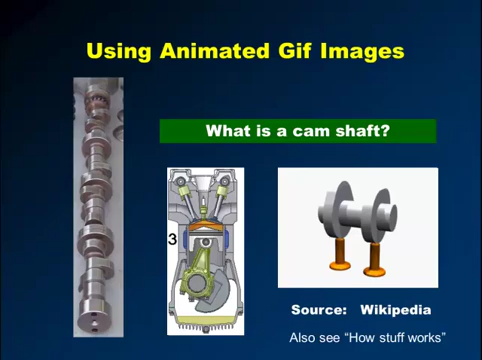 Using Animated Gif Images
What is a cam shaft?
3
Source: Wikipedia
Also see “How stuff works”